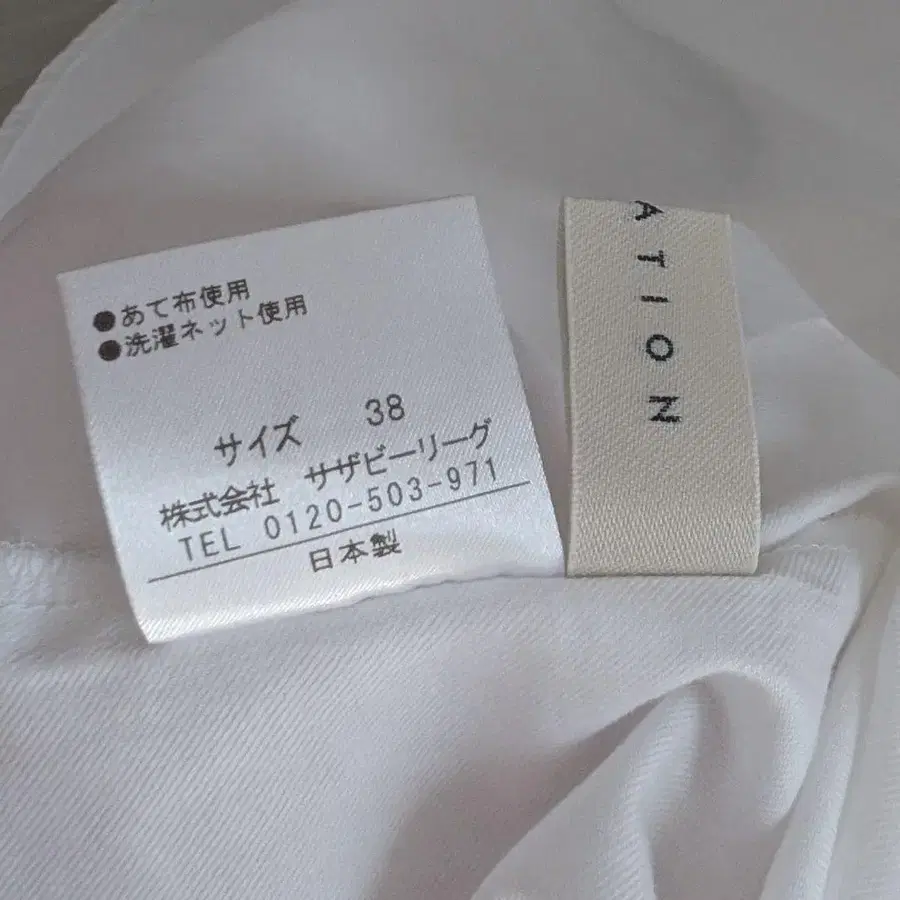 ●あて布使用
●洗濯ネット使用
サイズ 38
株式会社 サザビーリーグ
TEL 0120-503-971
日本製
ATION